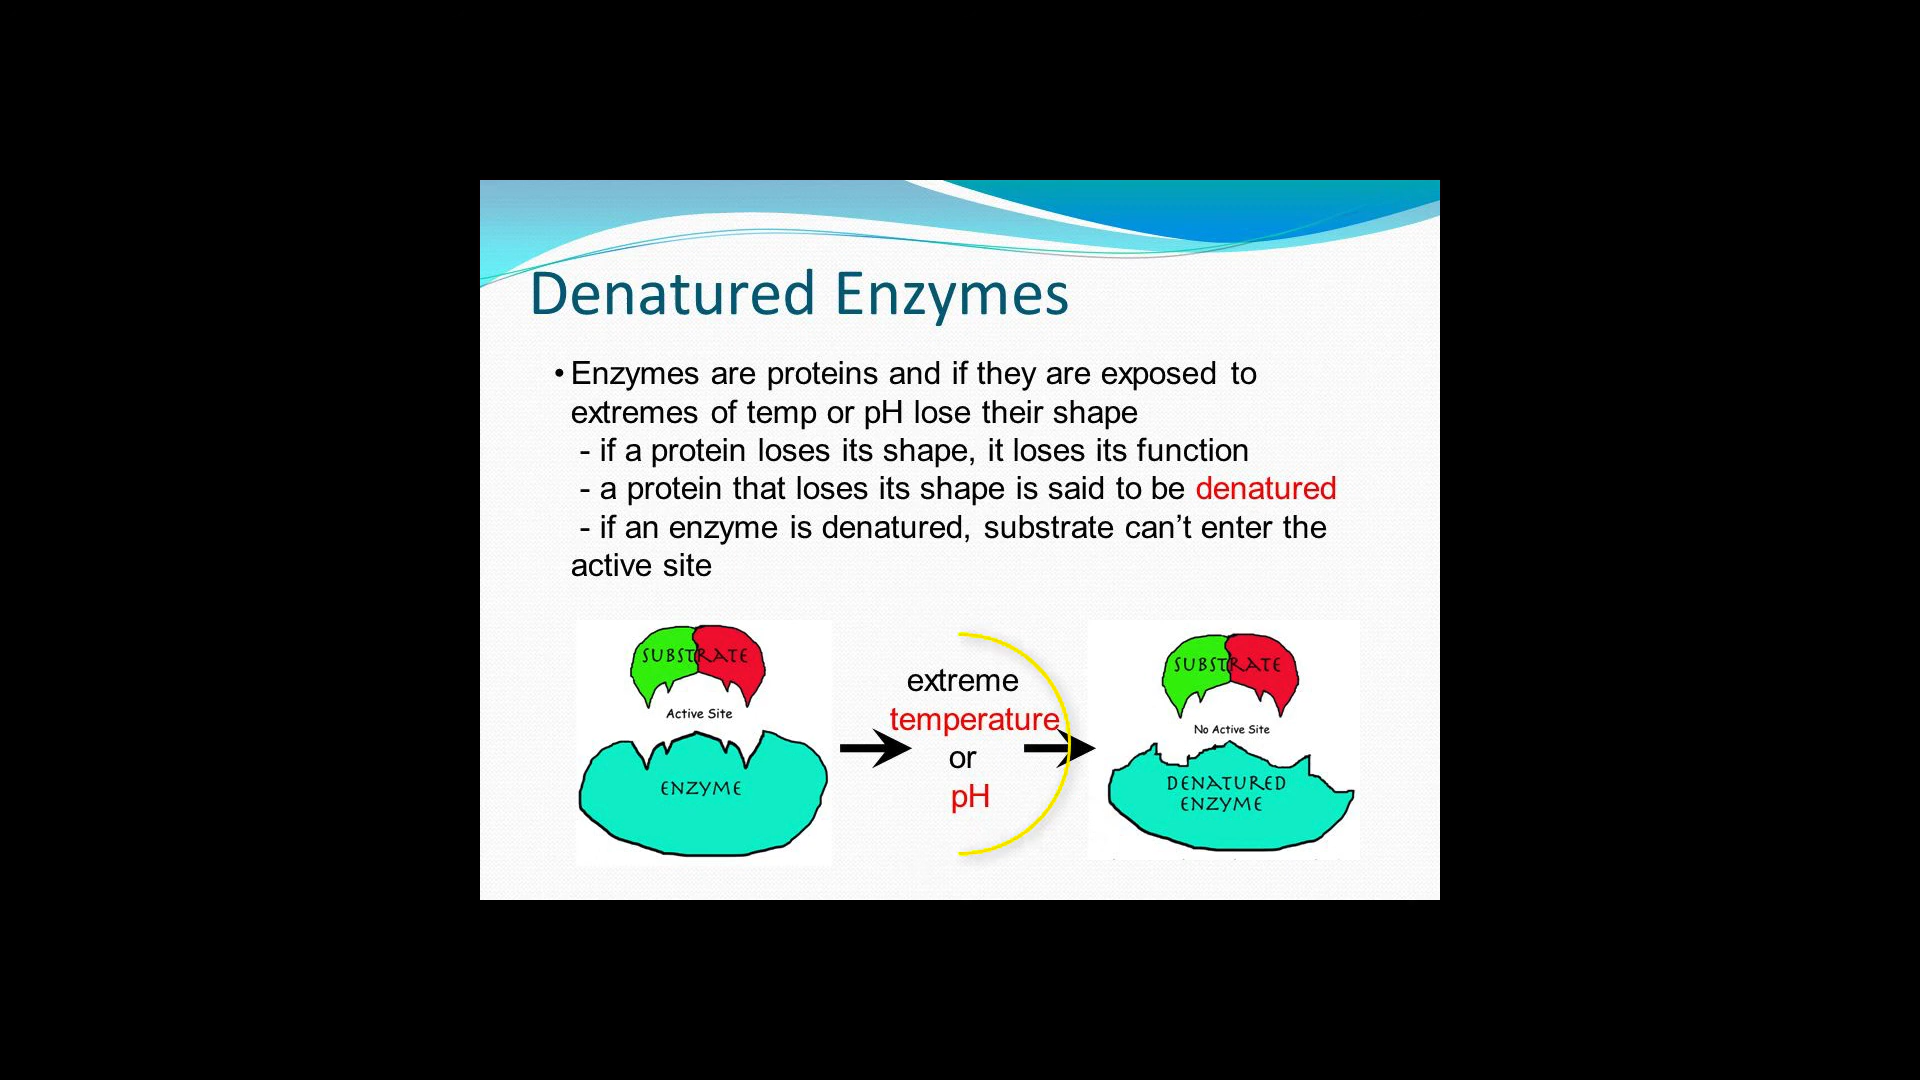 Denatured Enzymes
• Enzymes are proteins and if they are exposed to
extremes of temp or pH lose their shape
- if a protein loses its shape, it loses its function
- a protein that loses its shape is said to be denatured
- if an enzyme is denatured, substrate can’t enter the
active site
SUBSTRATE
Active Site
ENZYME
extreme
temperature
or
pH
SUBSTRATE
No Active Site
DENATURED
ENZYME